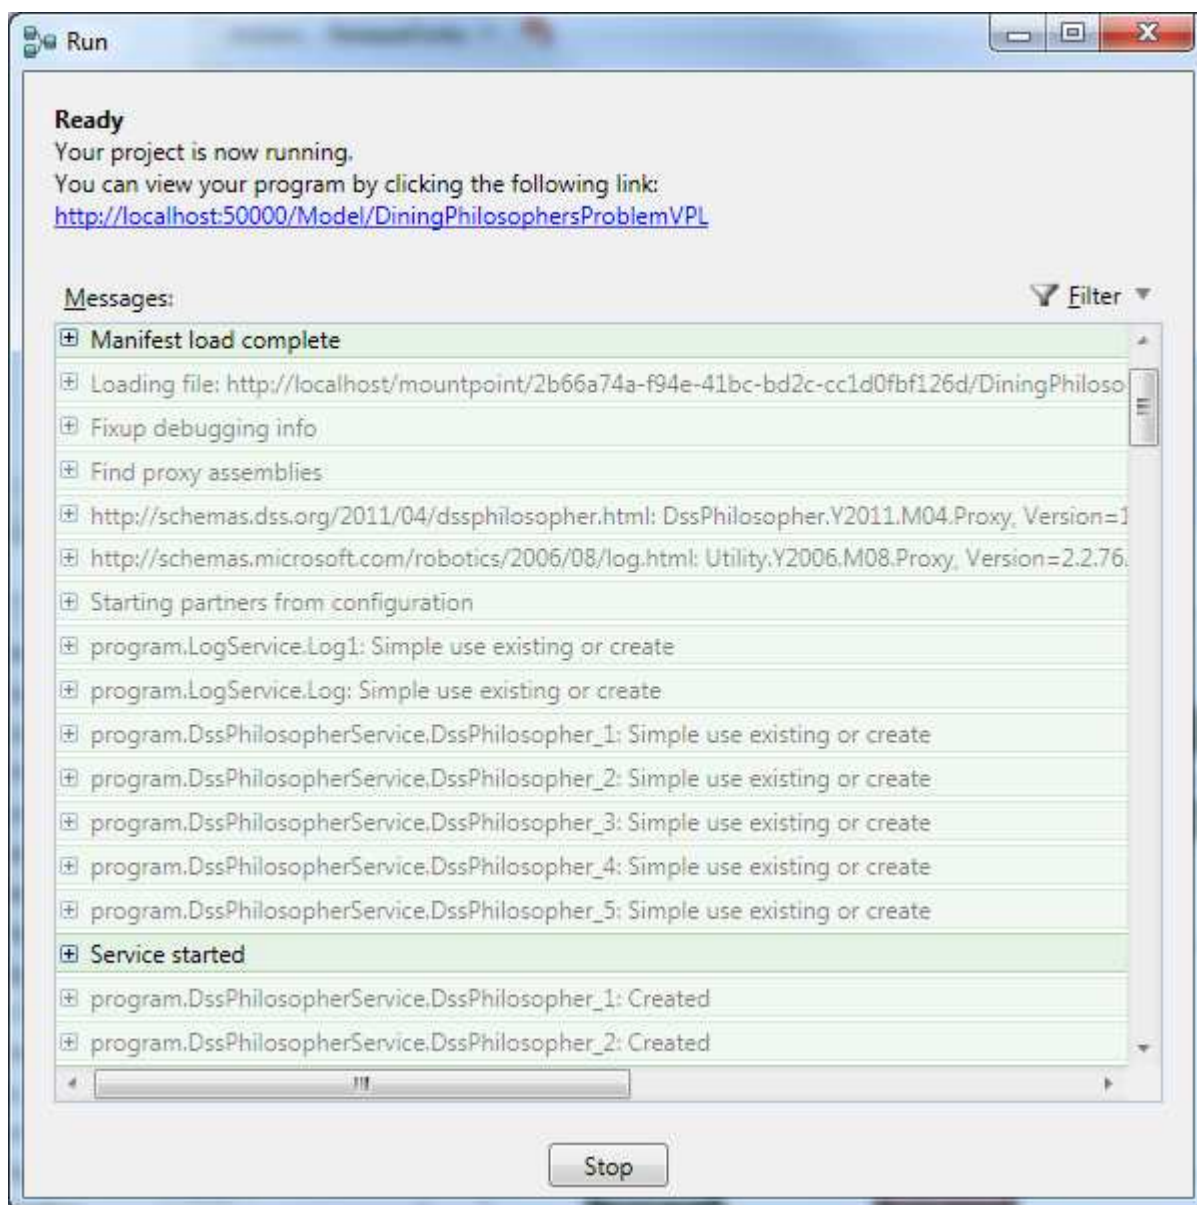 Run
Ready
Your project is now running.
You can view your program by clicking the following link:
http://localhost:50000/Model/DiningPhilosophersProblemVPL
Messages:
Filter
Manifest load complete
Loading file: http://localhost/mountpoint/2b66a74a-f94e-41bc-bd2c-cc1d0fbf126d/DiningPhiloso
Fixup debugging info
Find proxy assemblies
http://schemas.dss.org/2011/04/dssphilosopher.html: DssPhilosopher.Y2011.M04.Proxy, Version=1
http://schemas.microsoft.com/robotics/2006/08/log.html: Utility.Y2006.M08.Proxy, Version=2.2.76.
Starting partners from configuration
program.LogService.Log1: Simple use existing or create
program.LogService.Log: Simple use existing or create
program.DssPhilosopherService.DssPhilosopher_1: Simple use existing or create
program.DssPhilosopherService.DssPhilosopher_2: Simple use existing or create
program.DssPhilosopherService.DssPhilosopher_3: Simple use existing or create
program.DssPhilosopherService.DssPhilosopher_4: Simple use existing or create
program.DssPhilosopherService.DssPhilosopher_5: Simple use existing or create
Service started
program.DssPhilosopherService.DssPhilosopher_1: Created
program.DssPhilosopherService.DssPhilosopher_2: Created
Stop